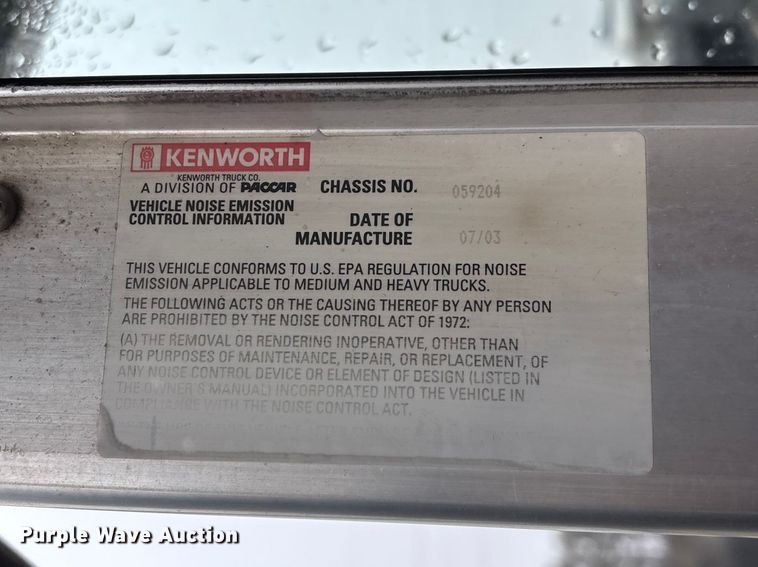 KENWORTH
KENWORTH TRUCK CO.
A DIVISION OF PACCAR
VEHICLE NOISE EMISSION
CONTROL INFORMATION
CHASSIS NO. 059204
DATE OF
MANUFACTURE 07/03
THIS VEHICLE CONFORMS TO U.S. EPA REGULATION FOR NOISE
EMISSION APPLICABLE TO MEDIUM AND HEAVY TRUCKS.
THE FOLLOWING ACTS OR THE CAUSING THEREOF BY ANY PERSON
ARE PROHIBITED BY THE NOISE CONTROL ACT OF 1972:
(A) THE REMOVAL OR RENDERING INOPERATIVE, OTHER THAN
FOR PURPOSES OF MAINTENANCE, REPAIR, OR REPLACEMENT, OF
ANY NOISE CONTROL DEVICE OR ELEMENT OF DESIGN (LISTED IN
THE OWNER'S MANUAL) INCORPORATED INTO THE VEHICLE IN
COMPLIANCE WITH THE NOISE CONTROL ACT.
Purple Wave Auction